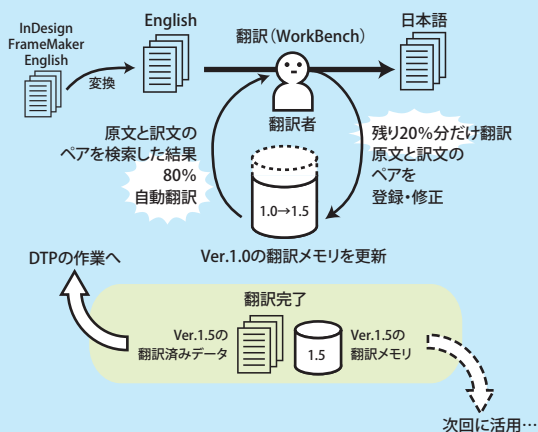 InDesign
FrameMaker
English
変換
English
翻訳（WorkBench）
日本語
翻訳者
原文と訳文の
ペアを検索した結果
80%
自動翻訳
残り20%分だけ翻訳
原文と訳文の
ペアを
登録・修正
1.0→1.5
Ver.1.0の翻訳メモリを更新
DTPの作業へ
翻訳完了
Ver.1.5の
翻訳済みデータ
1.5
Ver.1.5の
翻訳メモリ
次回に活用…